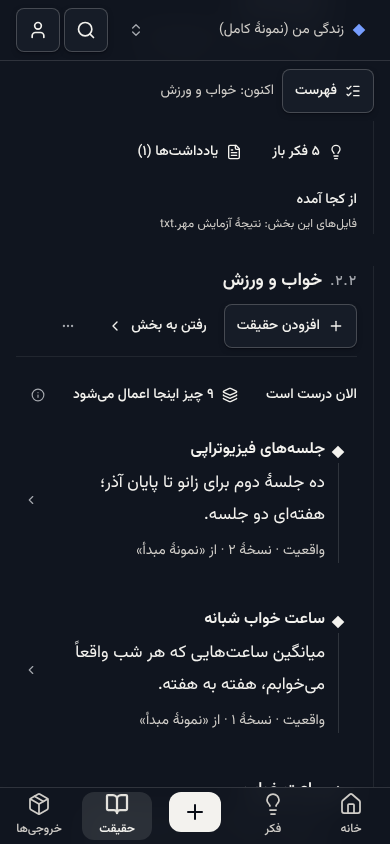 زندگی من (نمونهٔ کامل)
فهرست
اکنون: خواب و ورزش
۵ فکر باز
یادداشت‌ها (۱)
از کجا آمده
فایل‌های این بخش: نتیجهٔ آزمایش مهر.txt
۲.۲. خواب و ورزش
افزودن حقیقت
رفتن به بخش
الان درست است
۹ چیز اینجا اعمال می‌شود
جلسه‌های فیزیوتراپی
ده جلسهٔ دوم برای زانو تا پایان آذر؛
هفته‌ای دو جلسه.
واقعیت · نسخهٔ ۲ · از «نمونهٔ مبدأ»
ساعت خواب شبانه
میانگین ساعت‌هایی که هر شب واقعاً
می‌خوابم، هفته به هفته.
واقعیت · نسخهٔ ۱ · از «نمونهٔ مبدأ»
خانه
فکر
حقیقت
خروجی‌ها